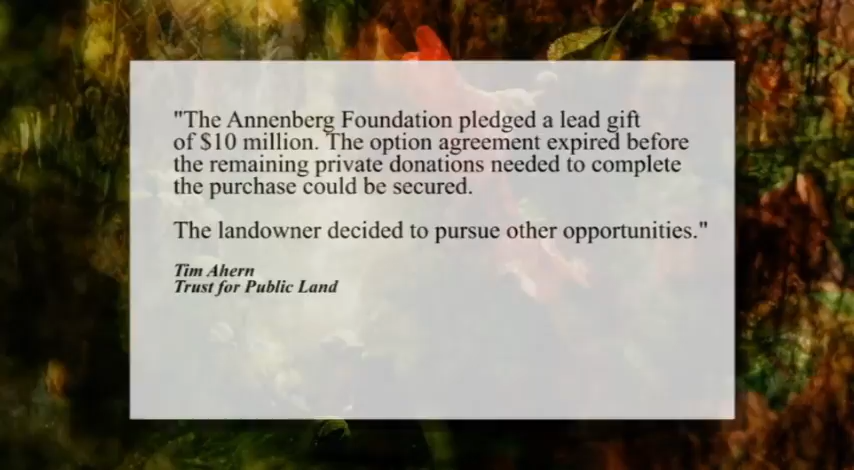 "The Annenberg Foundation pledged a lead gift
of $10 million. The option agreement expired before
the remaining private donations needed to complete
the purchase could be secured.
The landowner decided to pursue other opportunities."
Tim Ahern
Trust for Public Land